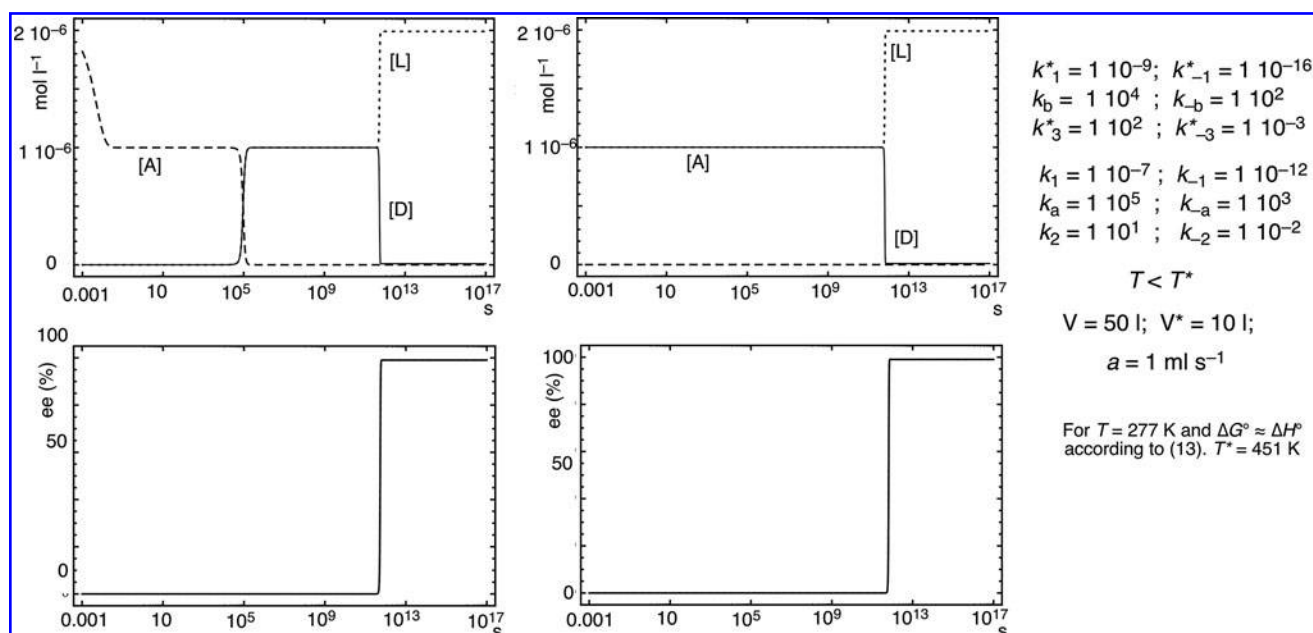 2 10⁻⁶
mol l⁻¹
1 10⁻⁶
0
[L]
[A]
[D]
0.001 10 10⁵ 10⁹ 10¹³ 10¹⁷
s
2 10⁻⁶
mol l⁻¹
1 10⁻⁶
0
[L]
[A]
[D]
0.001 10 10⁵ 10⁹ 10¹³ 10¹⁷
s
100
ee (%)
50
0
0.001 10 10⁵ 10⁹ 10¹³ 10¹⁷
s
100
ee (%)
50
0
0.001 10 10⁵ 10⁹ 10¹³ 10¹⁷
s
k*₁ = 1 10⁻⁹; k*₋₁ = 1 10⁻¹⁶
k_b = 1 10⁴ ; k_₋b = 1 10²
k*₃ = 1 10² ; k*₋₃ = 1 10⁻³
k₁ = 1 10⁻⁷ ; k₋₁ = 1 10⁻¹²
kₐ = 1 10⁵ ; k₋ₐ = 1 10³
k₂ = 1 10¹ ; k₋₂ = 1 10⁻²
T < T*
V = 50 l; V* = 10 l;
a = 1 ml s⁻¹
For T = 277 K and ΔG° ≈ ΔH°
according to (13). T* = 451 K